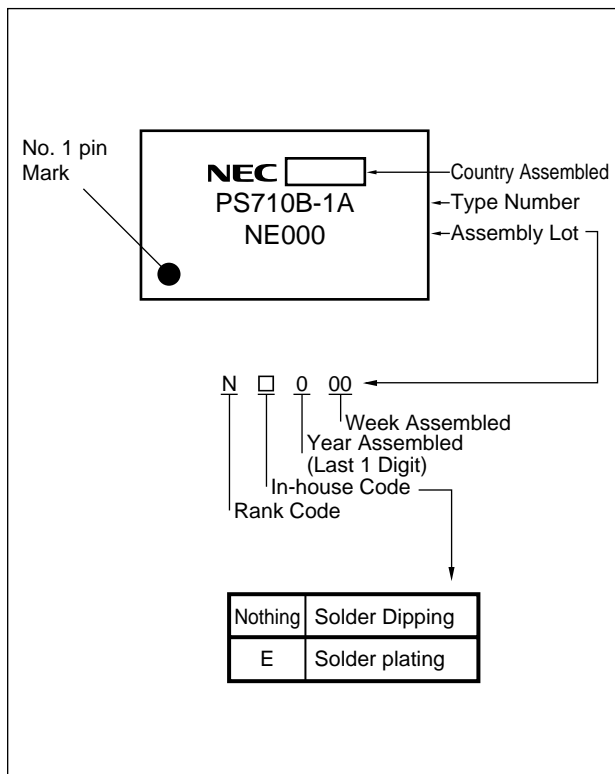 No. 1 pin
Mark
NEC
Country Assembled
PS710B-1A
Type Number
NE000
Assembly Lot
N 0 00
Week Assembled
Year Assembled
(Last 1 Digit)
In-house Code
Rank Code
Nothing Solder Dipping
E Solder plating